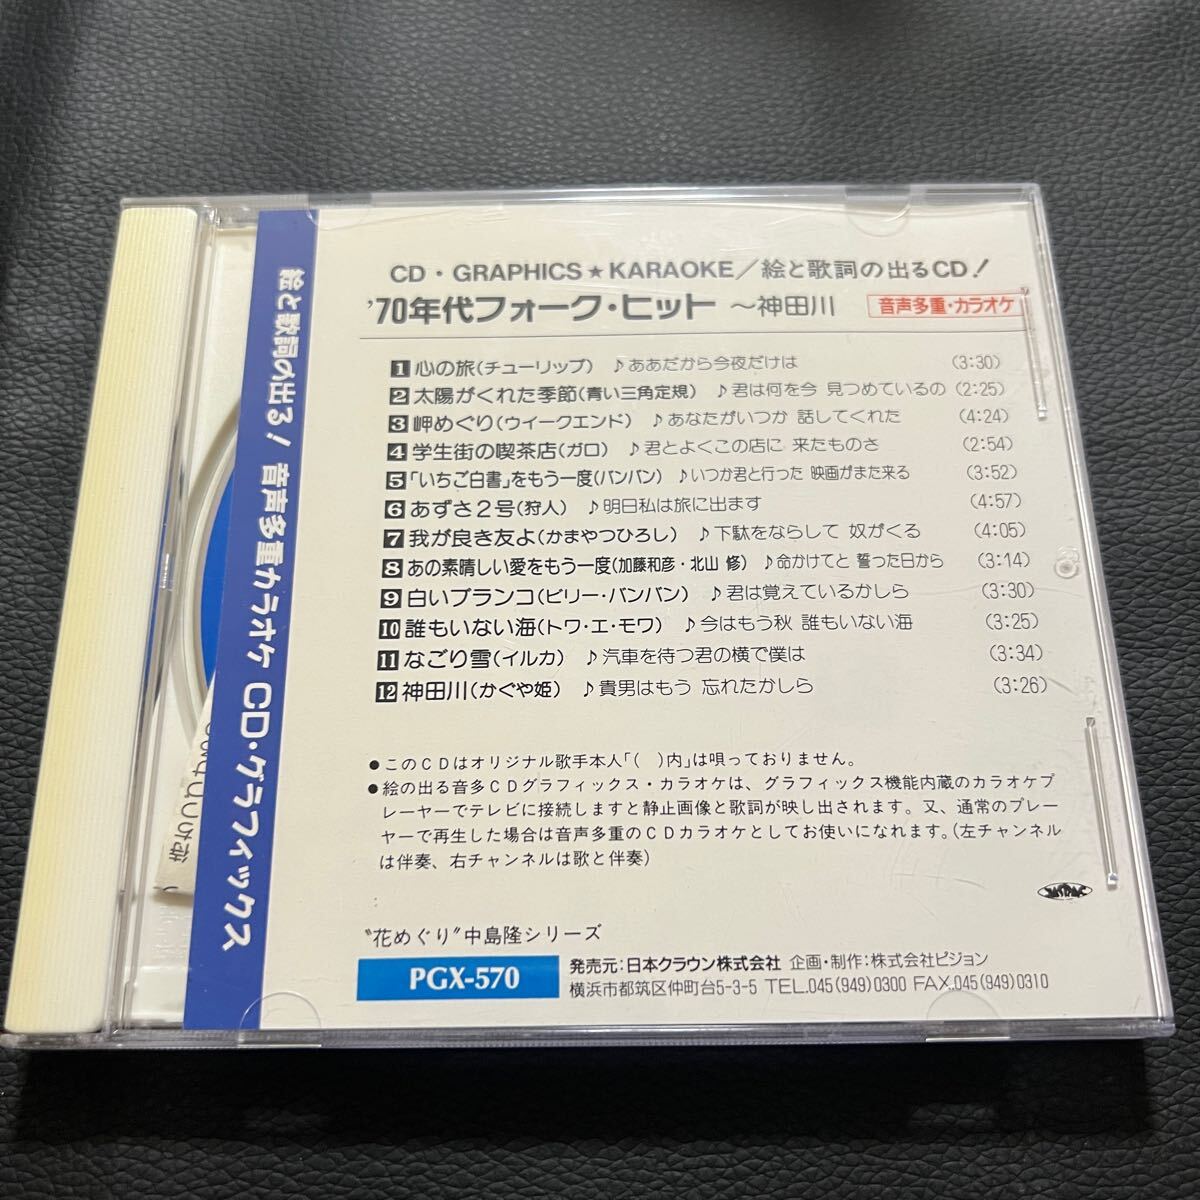 CD・GRAPHICS★KARAOKE／絵と歌詞の出るCD！
'70年代フォーク・ヒット ～神田川 音声多重・カラオケ
1 心の旅(チューリップ) ♪ああだから今夜だけは (3:30)
2 太陽がくれた季節(青い三角定規) ♪君は何を今 見つめているの (2:25)
3 岬めぐり(ウイークエンド) ♪あなたがいつか 話してくれた (4:24)
4 学生街の喫茶店(ガロ) ♪君とよくこの店に 来たものさ (2:54)
5 「いちご白書」をもう一度(バンバン) ♪いつか君と行った 映画がまた来る (3:52)
6 あずさ2号(狩人) ♪明日私は旅に出ます (4:57)
7 我が良き友よ(かまやつひろし) ♪下駄をならして 奴がくる (4:05)
8 あの素晴しい愛をもう一度(加藤和彦・北山 修) ♪命かけてと 誓った日から (3:14)
9 白いブランコ(ビリー・バンバン) ♪君は覚えているかしら (3:30)
10 誰もいない海(トワ・エ・モワ) ♪今はもう秋 誰もいない海 (3:25)
11 なごり雪(イルカ) ♪汽車を待つ君の横で僕は (3:34)
12 神田川(かぐや姫) ♪貴男はもう 忘れたかしら (3:26)
●このCDはオリジナル歌手本人「( )内」は唄っておりません。
●絵の出る音多CDグラフィックス・カラオケは、グラフィックス機能内蔵のカラオケプ
レーヤーでテレビに接続しますと静止画像と歌詞が映し出されます。又、通常のプレー
ヤーで再生した場合は音声多重のCDカラオケとしてお使いになれます。(左チャンネル
は伴奏、右チャンネルは歌と伴奏)
JASRAC
"花めぐり"中島隆シリーズ
PGX-570
発売元：日本クラウン株式会社 企画・制作：株式会社ピジョン
横浜市都筑区仲町台5-3-5 TEL.045(949)0300 FAX.045(949)0310
絵と歌詞の出る！ 音声多重カラオケ CD・グラフィックス